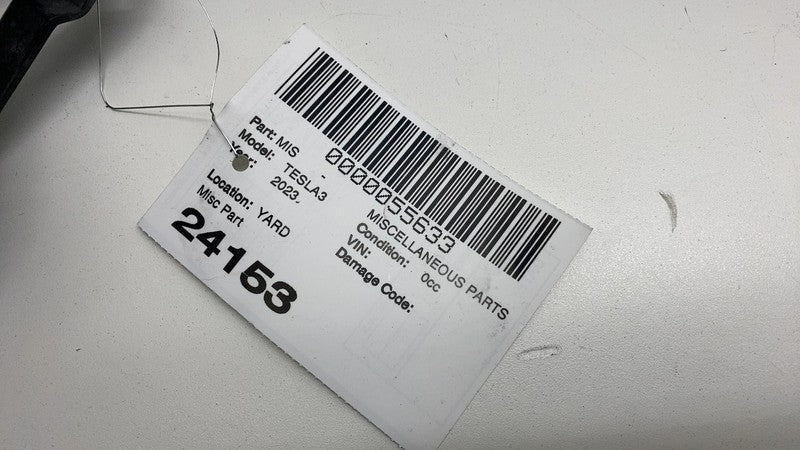 0000055633
Part: MIS - MISCELLANEOUS PARTS
Model: TESLA3 Condition: 0cc
Year: 2023. VIN:
Damage Code:
Location: YARD
Misc Part
24153